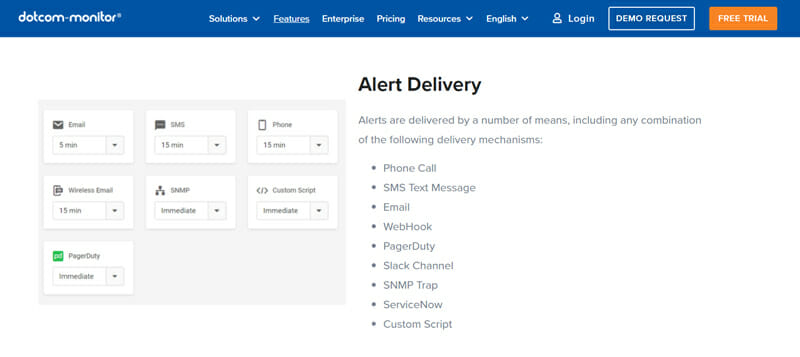 dotcom-monitor®
Solutions
Features
Enterprise
Pricing
Resources
English
Login
DEMO REQUEST
FREE TRIAL
Email
5 min
SMS
15 min
Phone
15 min
Wireless Email
15 min
SNMP
Immediate
Custom Script
Immediate
pd PagerDuty
Immediate
Alert Delivery
Alerts are delivered by a number of means, including any combination
of the following delivery mechanisms:
Phone Call
SMS Text Message
Email
WebHook
PagerDuty
Slack Channel
SNMP Trap
ServiceNow
Custom Script